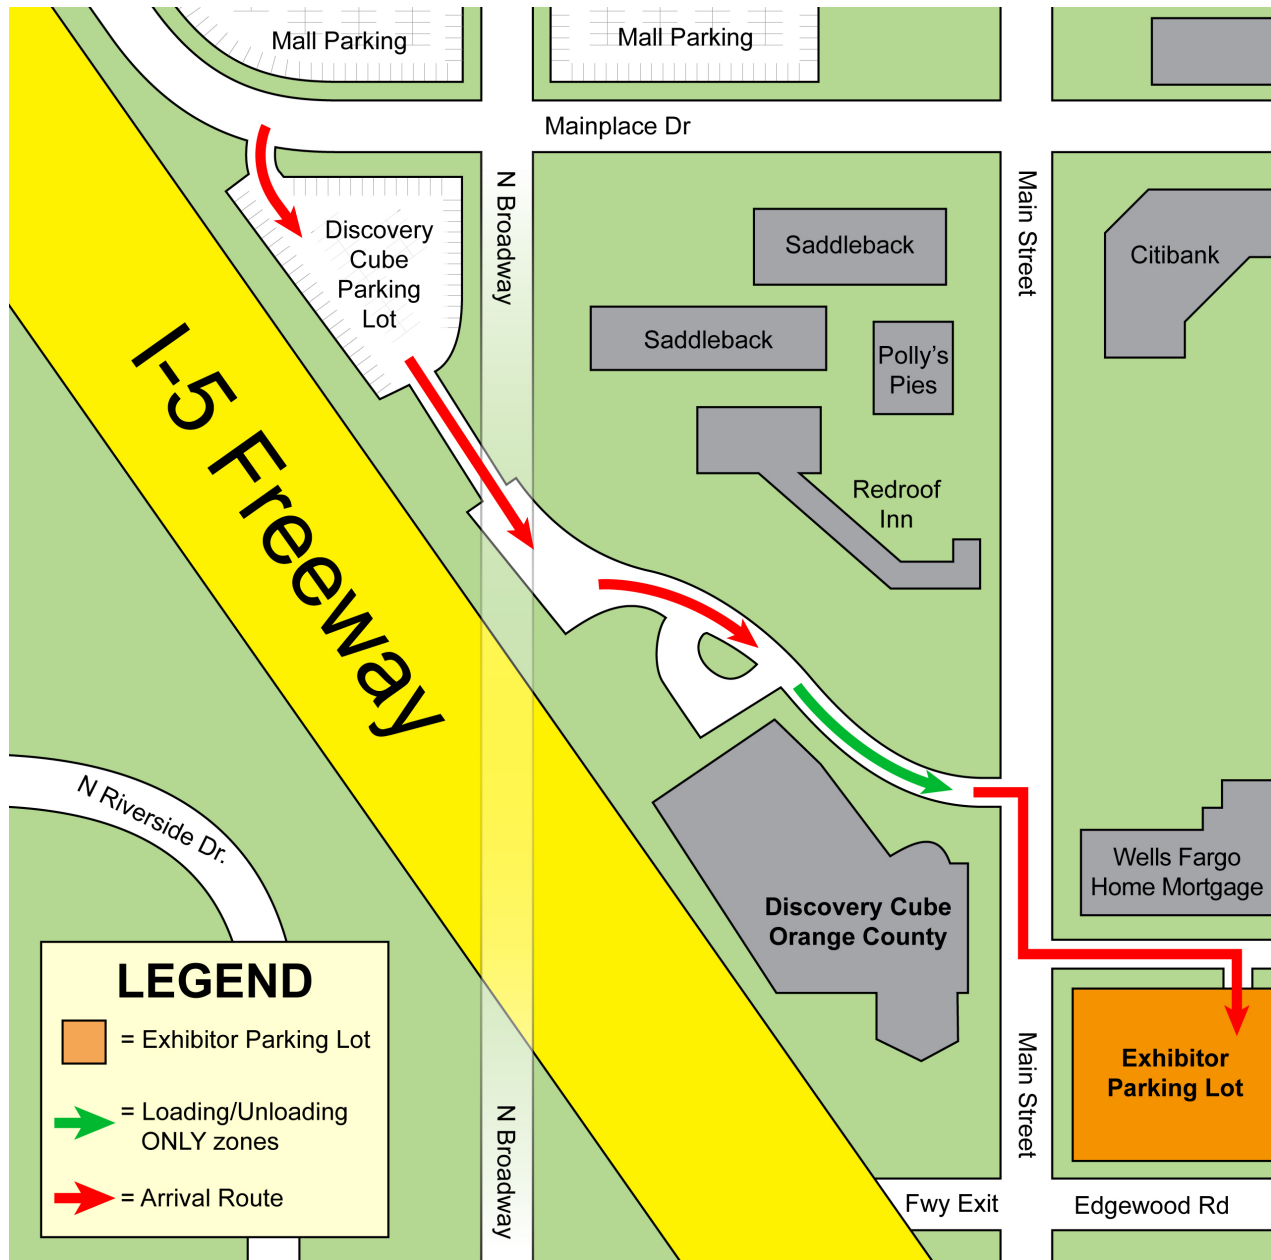 Mall Parking
Mall Parking
Mainplace Dr
N Broadway
Main Street
Discovery
Cube
Parking
Lot
Saddleback
Citibank
Saddleback
Polly's
Pies
I-5 Freeway
Redroof
Inn
N Riverside Dr.
Wells Fargo
Home Mortgage
Discovery Cube
Orange County
LEGEND
= Exhibitor Parking Lot
= Loading/Unloading
ONLY zones
= Arrival Route
N Broadway
Main Street
Exhibitor
Parking Lot
Fwy Exit
Edgewood Rd